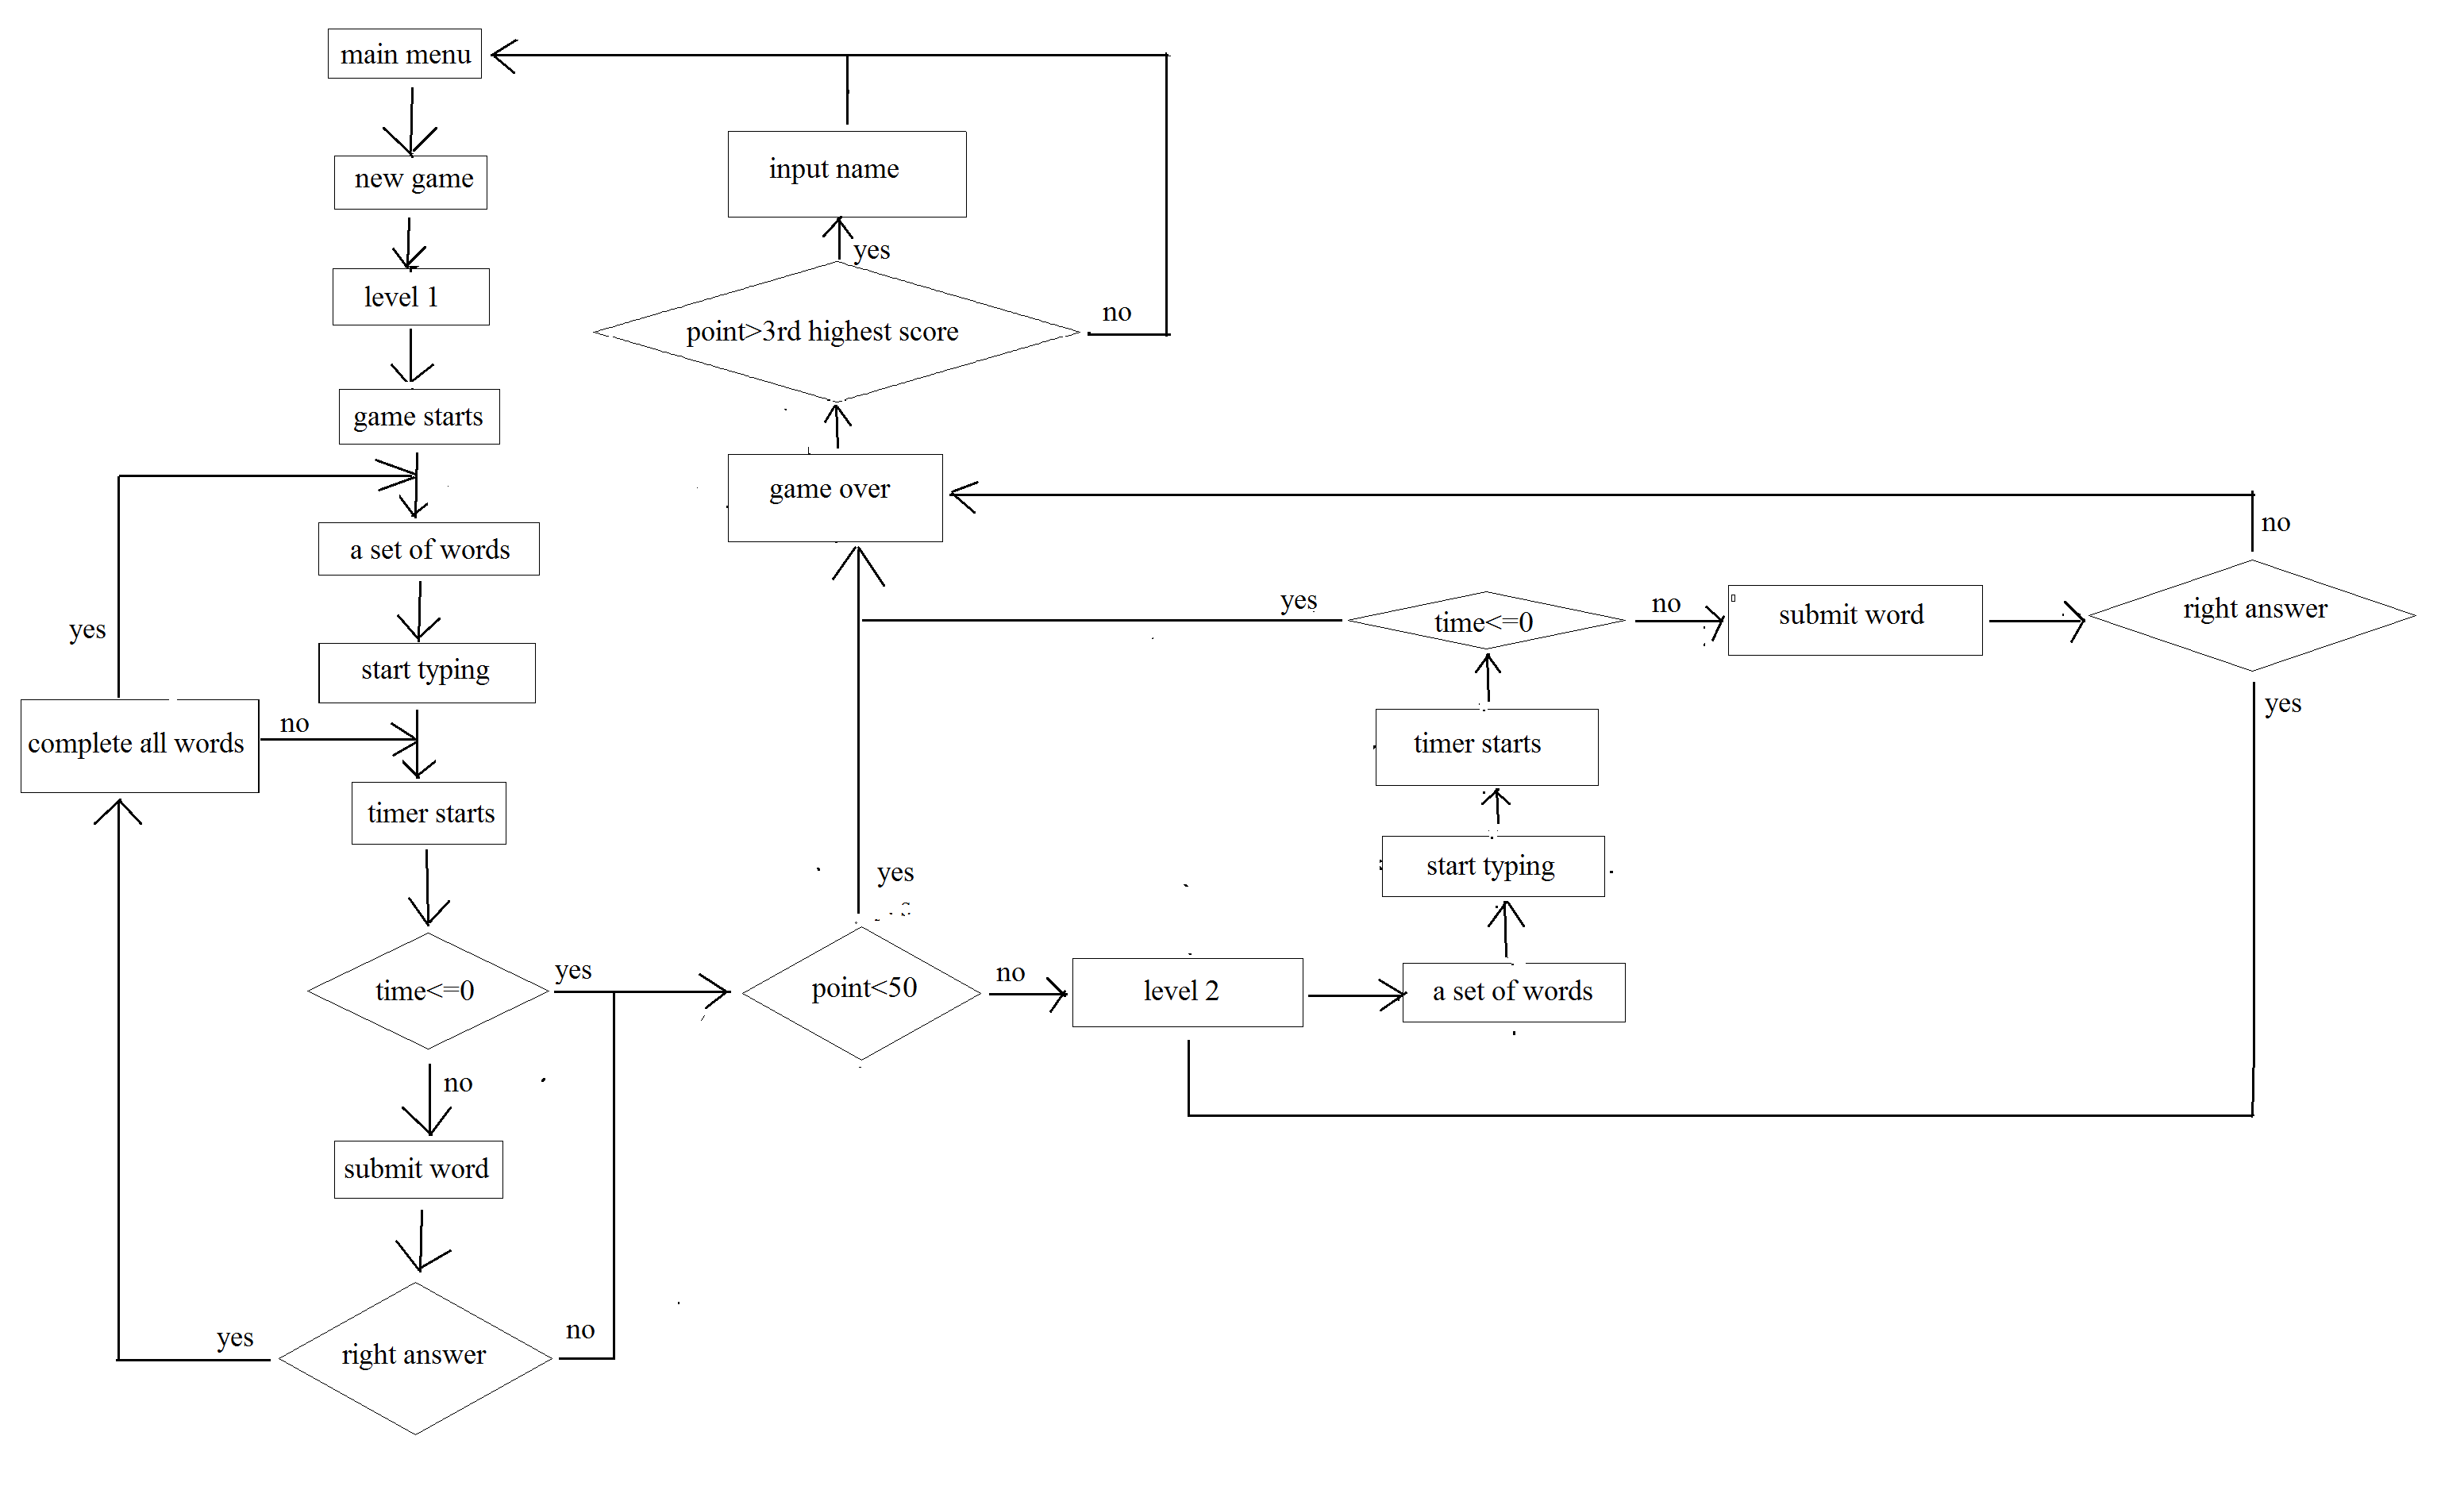 main menu
new game
level 1
game starts
a set of words
start typing
yes
complete all words
no
timer starts
time<=0
yes
no
submit word
right answer
yes
no
input name
yes
point>3rd highest score
no
game over
yes
point<50
no
level 2
a set of words
start typing
timer starts
time<=0
yes
no
submit word
right answer
no
yes